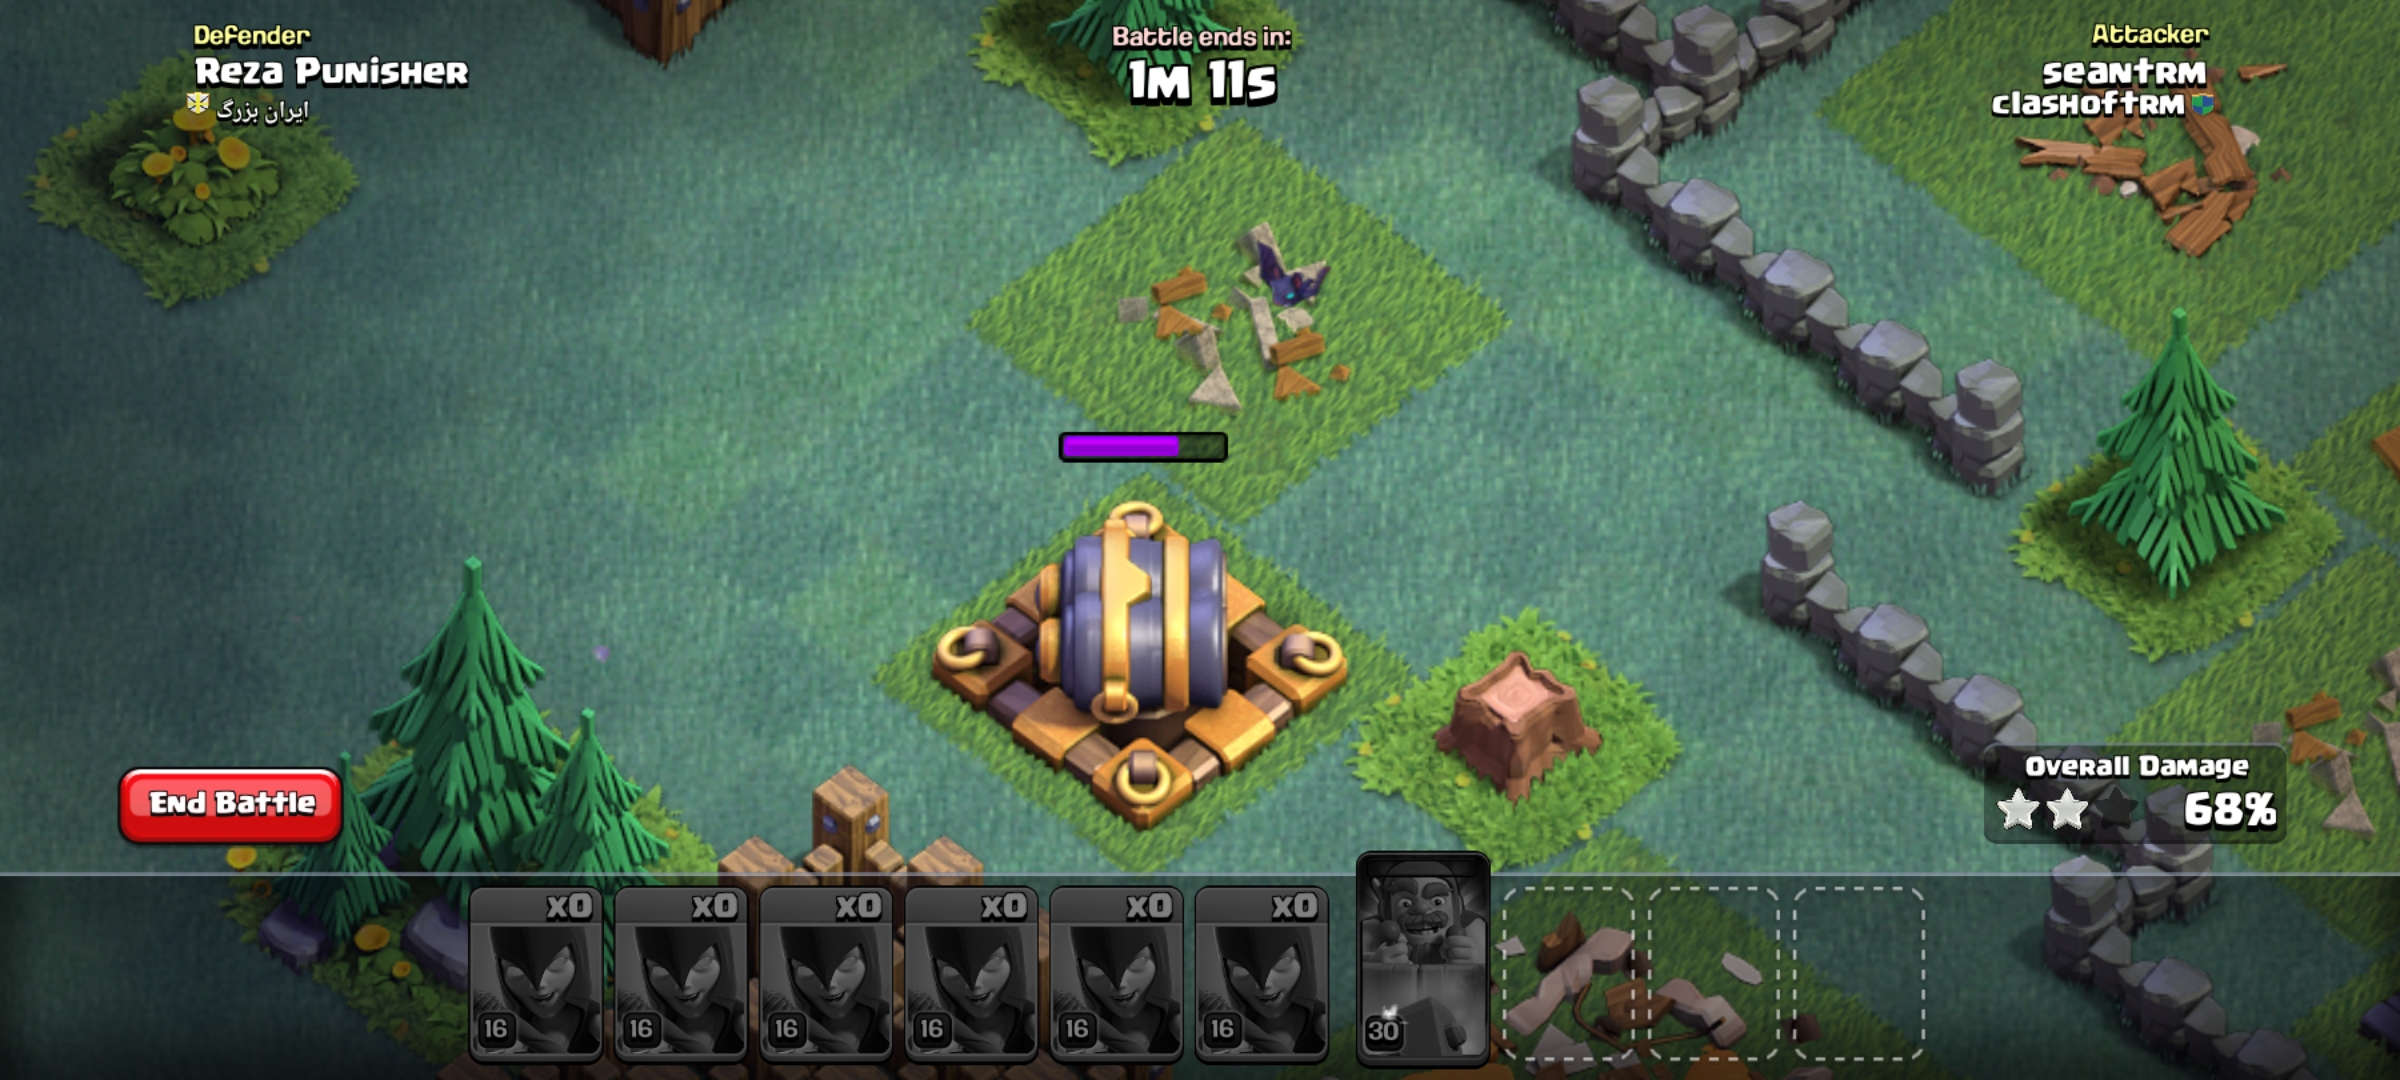 Defender
Reza Punisher
ایران بزرگ
Battle ends in:
1M 11s
Attacker
seantrm
clashoftrm
End Battle
Overall Damage
68%
x0
x0
x0
x0
x0
x0
16
16
16
16
16
16
30